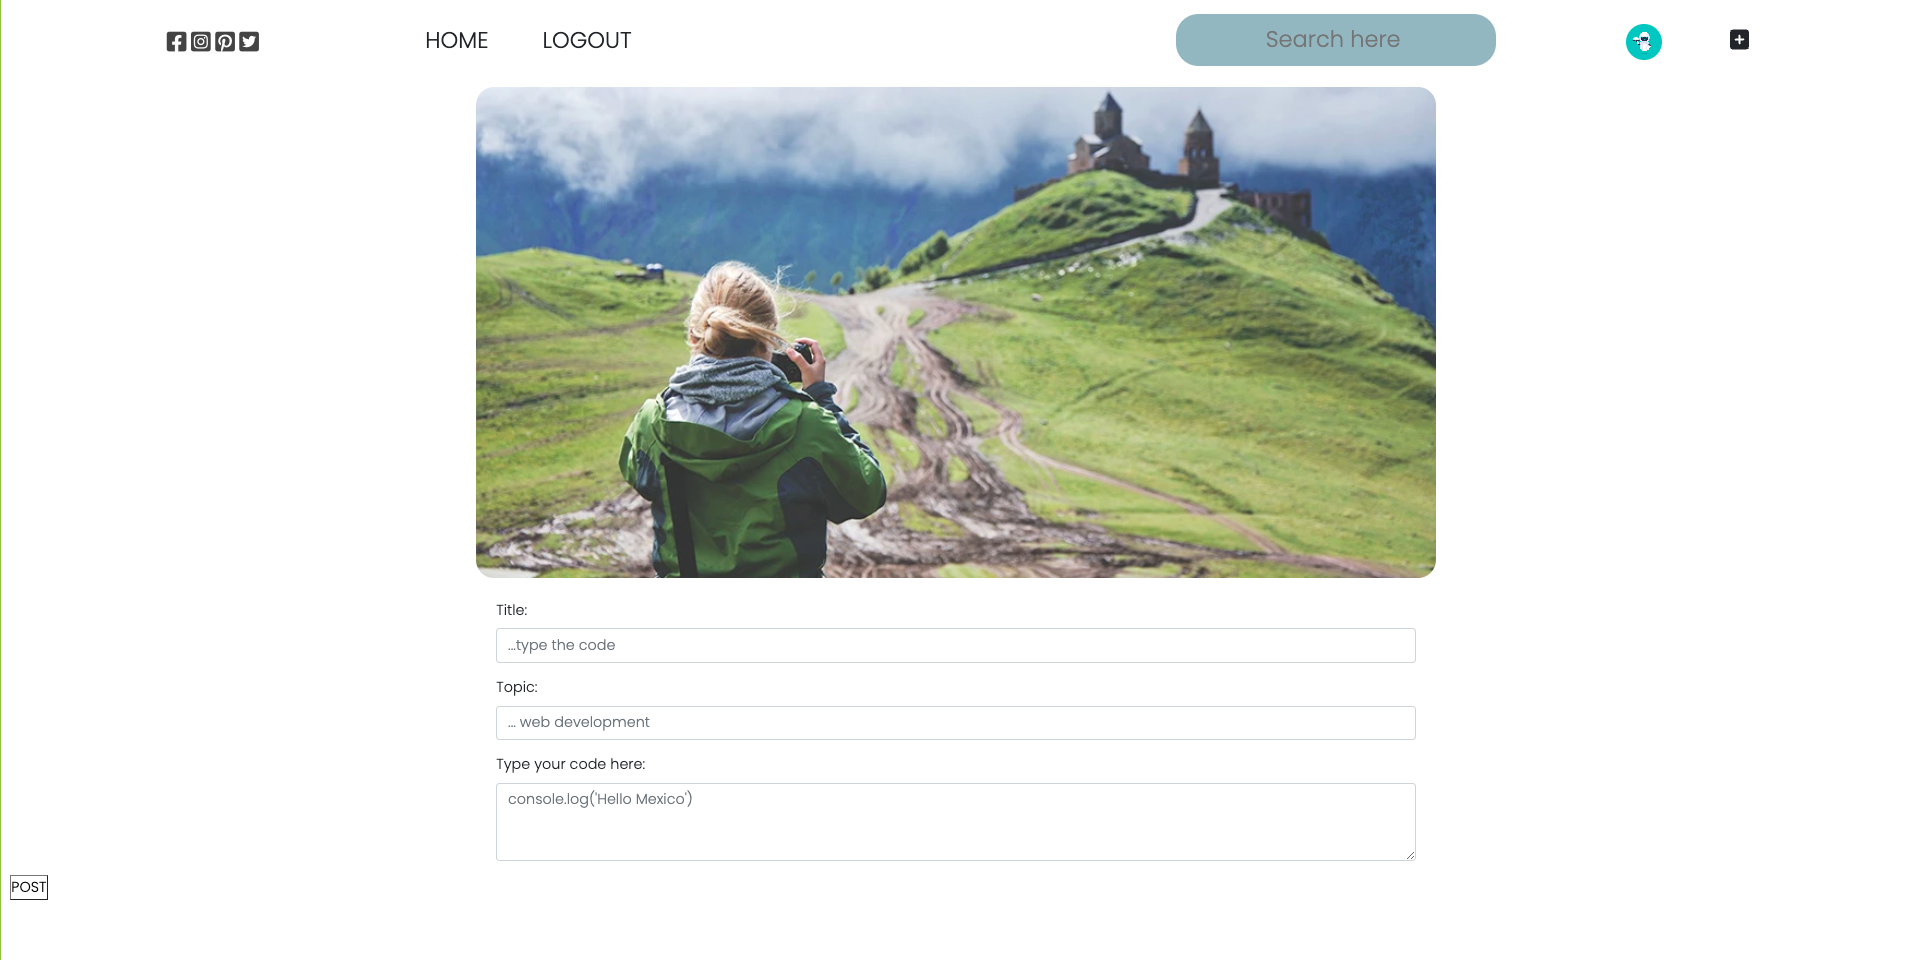 HOME
LOGOUT
Search here
Title:
...type the code
Topic:
... web development
Type your code here:
console.log('Hello Mexico')
POST